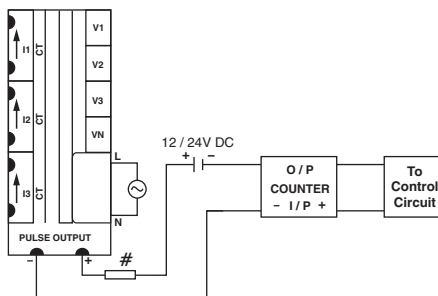 V1
I1
CT
V2
I2
CT
V3
VN
12 / 24V DC
+ −
L
I3
CT
N
O / P
COUNTER
− I / P +
To
Control
Circuit
PULSE OUTPUT
− +
#